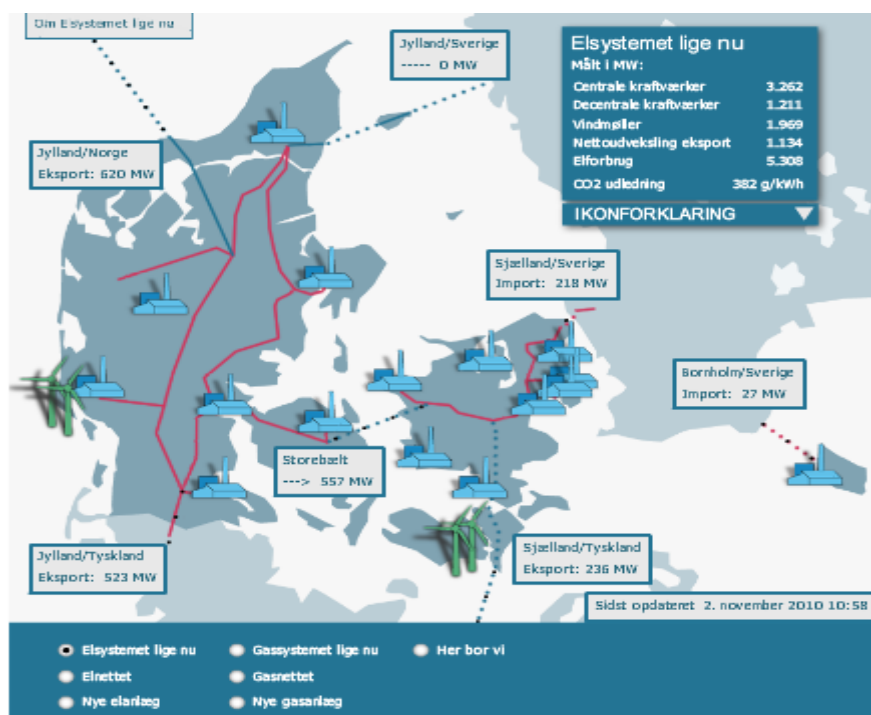 Om Elsystemet lige nu
Jylland/Sverige
----- 0 MW
Elsystemet lige nu
Målt i MW:
Centrale kraftværker 3.262
Decentrale kraftværker 1.211
Vindmøller 1.969
Nettoudveksling eksport 1.134
Elforbrug 5.308
CO2 udledning 382 g/kWh
IKONFORKLARING
Jylland/Norge
Eksport: 620 MW
Sjælland/Sverige
Import: 218 MW
Bornholm/Sverige
Import: 27 MW
Storebælt
---> 557 MW
Jylland/Tyskland
Eksport: 523 MW
Sjælland/Tyskland
Eksport: 236 MW
Sidst opdateret 2. november 2010 10:58
Elsystemet lige nu
Gassystemet lige nu
Her bor vi
Elnettet
Gasnettet
Nye elanlæg
Nye gasanlæg